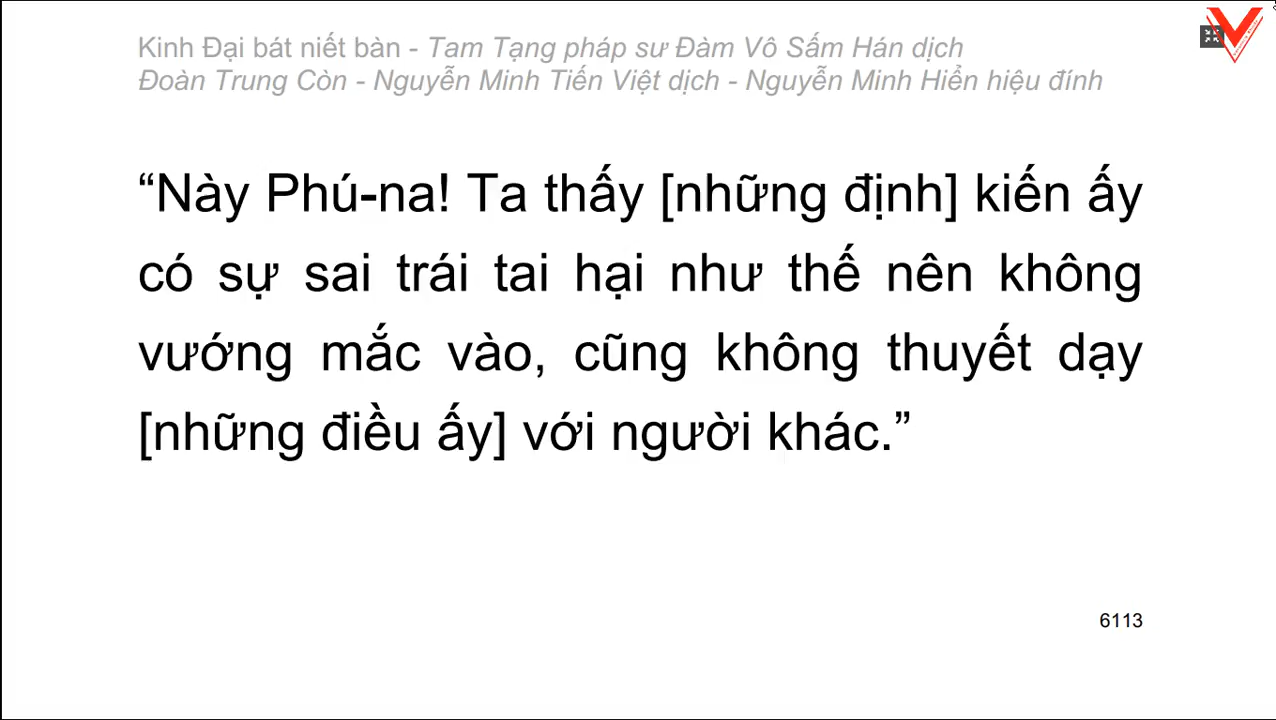 Kinh Đại bát niết bàn - Tam Tạng pháp sư Đàm Vô Sấm Hán dịch
Đoàn Trung Còn - Nguyễn Minh Tiến Việt dịch - Nguyễn Minh Hiển hiệu đính
“Này Phú-na! Ta thấy [những định] kiến ấy
có sự sai trái tai hại như thế nên không
vướng mắc vào, cũng không thuyết dạy
[những điều ấy] với người khác.”
6113